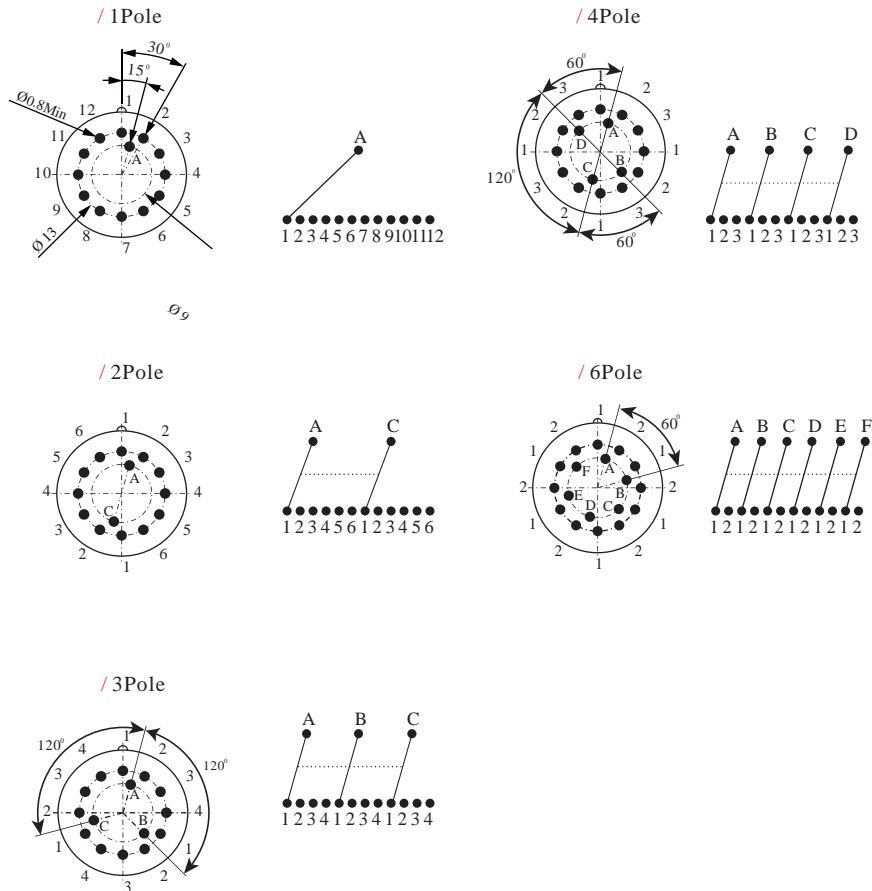 / 1Pole
30°
15°
Ø0.8Min
1
2
3
4
5
6
7
8
9
10
11
12
A
Ø 13
Ø 9
A
1 2 3 4 5 6 7 8 9 10 11 12
/ 4Pole
60°
120°
60°
1
2
3
1
2
3
1
2
3
1
2
3
A
B
C
D
A B C D
1 2 3 1 2 3 1 2 3 1 2 3
/ 2Pole
1
2
3
4
5
6
1
2
3
4
5
6
A
C
A C
1 2 3 4 5 6 1 2 3 4 5 6
/ 6Pole
60°
1
2
1
2
1
2
1
2
1
2
1
2
A
B
C
D
E
F
A B C D E F
1 2 1 2 1 2 1 2 1 2 1 2
/ 3Pole
120°
120°
1
2
3
4
1
2
3
4
1
2
3
4
A
B
C
A B C
1 2 3 4 1 2 3 4 1 2 3 4